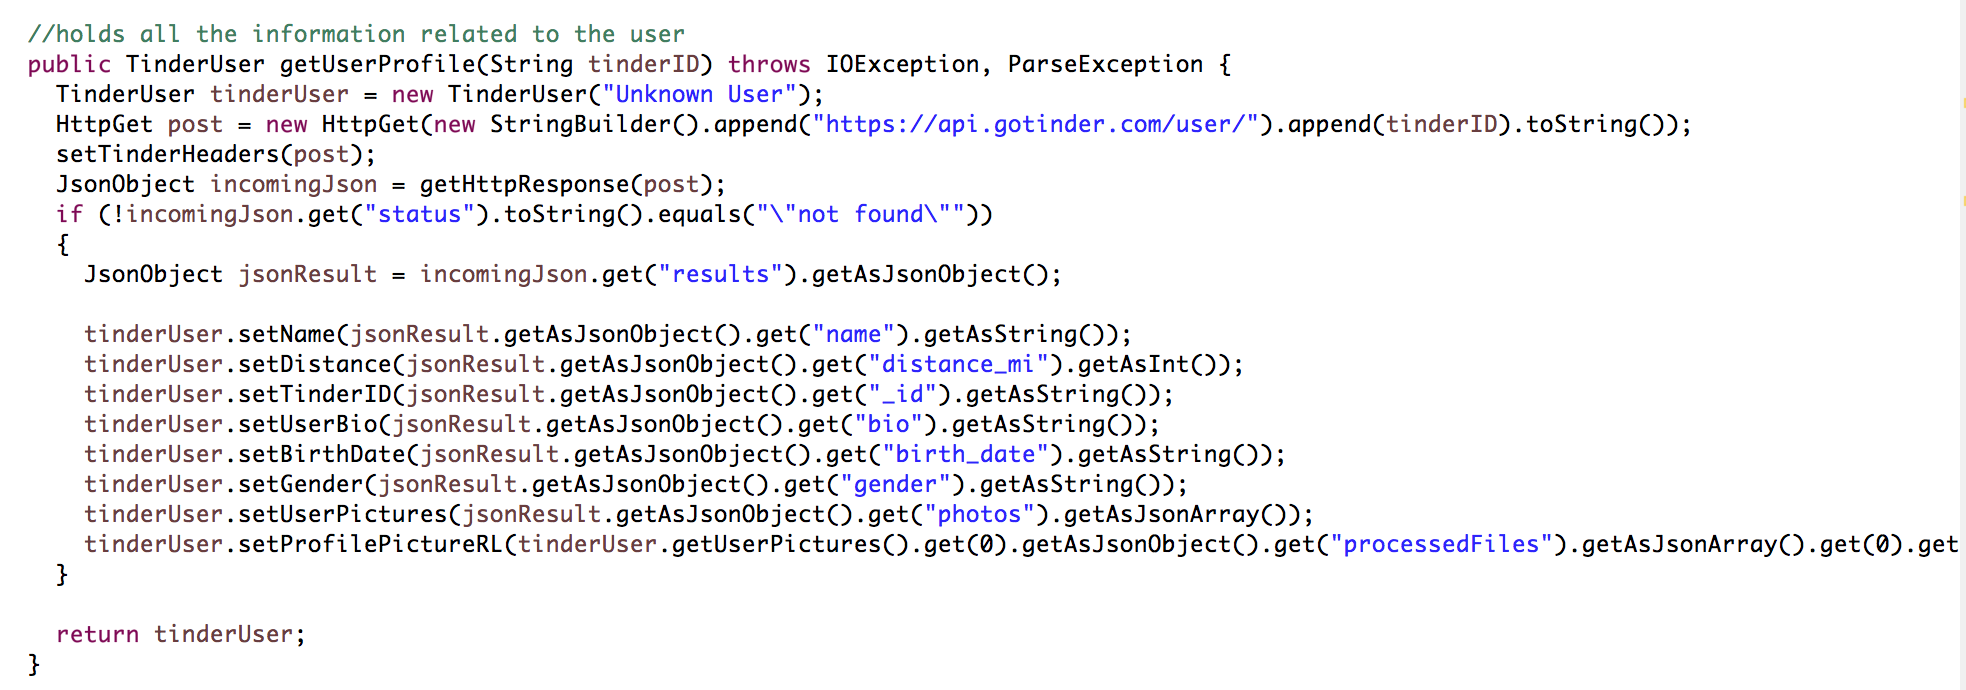 //holds all the information related to the user
public TinderUser getUserProfile(String tinderID) throws IOException, ParseException {
  TinderUser tinderUser = new TinderUser("Unknown User");
  HttpGet post = new HttpGet(new StringBuilder().append("https://api.gotinder.com/user/").append(tinderID).toString());
  setTinderHeaders(post);
  JsonObject incomingJson = getHttpResponse(post);
  if (!incomingJson.get("status").toString().equals("\"not found\""))
  {
    JsonObject jsonResult = incomingJson.get("results").getAsJsonObject();

    tinderUser.setName(jsonResult.getAsJsonObject().get("name").getAsString());
    tinderUser.setDistance(jsonResult.getAsJsonObject().get("distance_mi").getAsInt());
    tinderUser.setTinderID(jsonResult.getAsJsonObject().get("_id").getAsString());
    tinderUser.setUserBio(jsonResult.getAsJsonObject().get("bio").getAsString());
    tinderUser.setBirthDate(jsonResult.getAsJsonObject().get("birth_date").getAsString());
    tinderUser.setGender(jsonResult.getAsJsonObject().get("gender").getAsString());
    tinderUser.setUserPictures(jsonResult.getAsJsonObject().get("photos").getAsJsonArray());
    tinderUser.setProfilePictureRL(tinderUser.getUserPictures().get(0).getAsJsonObject().get("processedFiles").getAsJsonArray().get(0).get
  }

  return tinderUser;
}